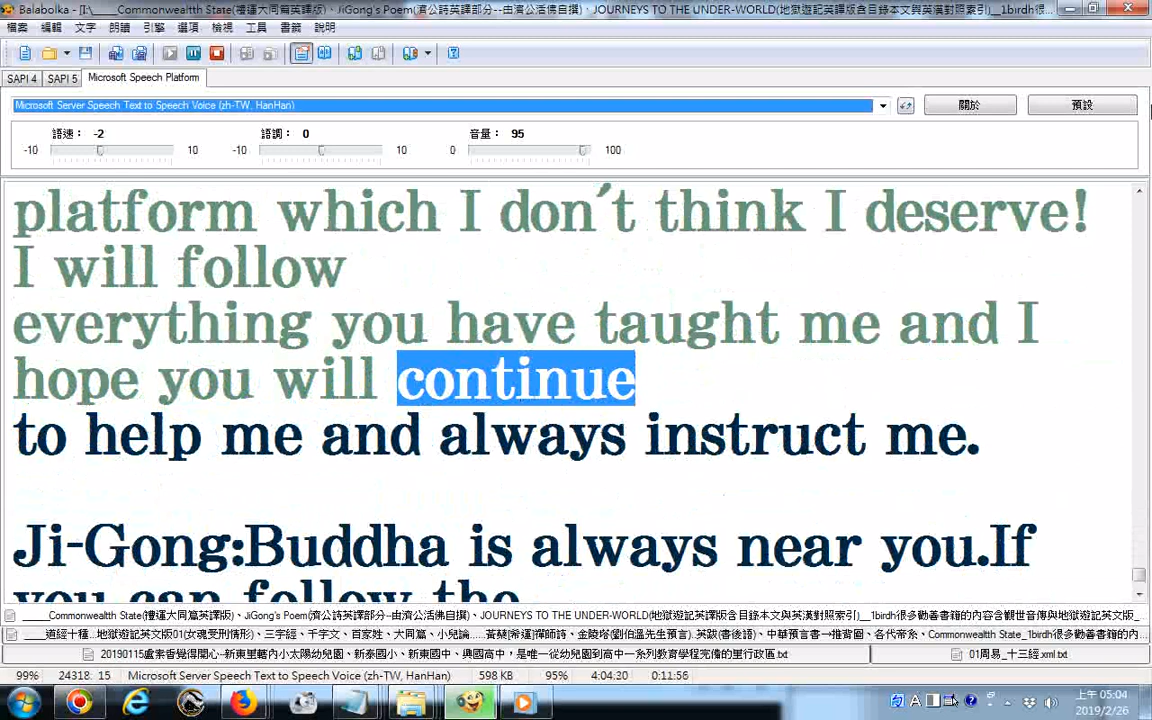 Balabolka - [I:\_____Commonwealtth State(禮運大同篇英譯版)、JiGong's Poem(濟公詩英譯部分--由濟公活佛自撰)、JOURNEYS TO THE UNDER-WORLD(地獄遊記英譯版含目錄本文與英漢對照索引)__1birdh很...
檔案 編輯 文字 朗讀 引擎 選項 檢視 工具 書籤 說明
SAPI 4 SAPI 5 Microsoft Speech Platform
Microsoft Server Speech Text to Speech Voice (zh-TW, HanHan) 關於 預設
語速： -2 語調： 0 音量： 95
-10 10 -10 10 0 100
platform which I don't think I deserve!
I will follow
everything you have taught me and I
hope you will continue
to help me and always instruct me.
Ji-Gong:Buddha is always near you.If
you can follow the
_____Commonwealtth State(禮運大同篇英譯版)、JiGong's Poem(濟公詩英譯部分--由濟公活佛自撰)、JOURNEYS TO THE UNDER-WORLD(地獄遊記英譯版含目錄本文與英漢對照索引)__1birdh很多勸善書籍的內容含觀世音傳與地獄遊記英文版_
____道經十種...地獄遊記英文版01(女魂受刑情形)、三字經、千字文、百家姓、大同篇、小兒論......黃蘗[希運]禪師詩、金陵塔(劉伯溫先生預言).英跋(書後語)、中華預言書---推背圖、各代帝系、Commonwealth State_1birdh很多勸善書籍的內...
20190115盧案皆覺得開心--新東里轄內小太陽幼兒園、新泰國小、新東國中、興國高中，是唯一從幼兒園到高中一系列教育學程完備的里行政區.txt 01周易_十三經.xml.txt
99% 24318: 15 Microsoft Server Speech Text to Speech Voice (zh-TW, HanHan) 598 KB 95% 4:04:20 0:11:56
上午 05:04
2019/2/26